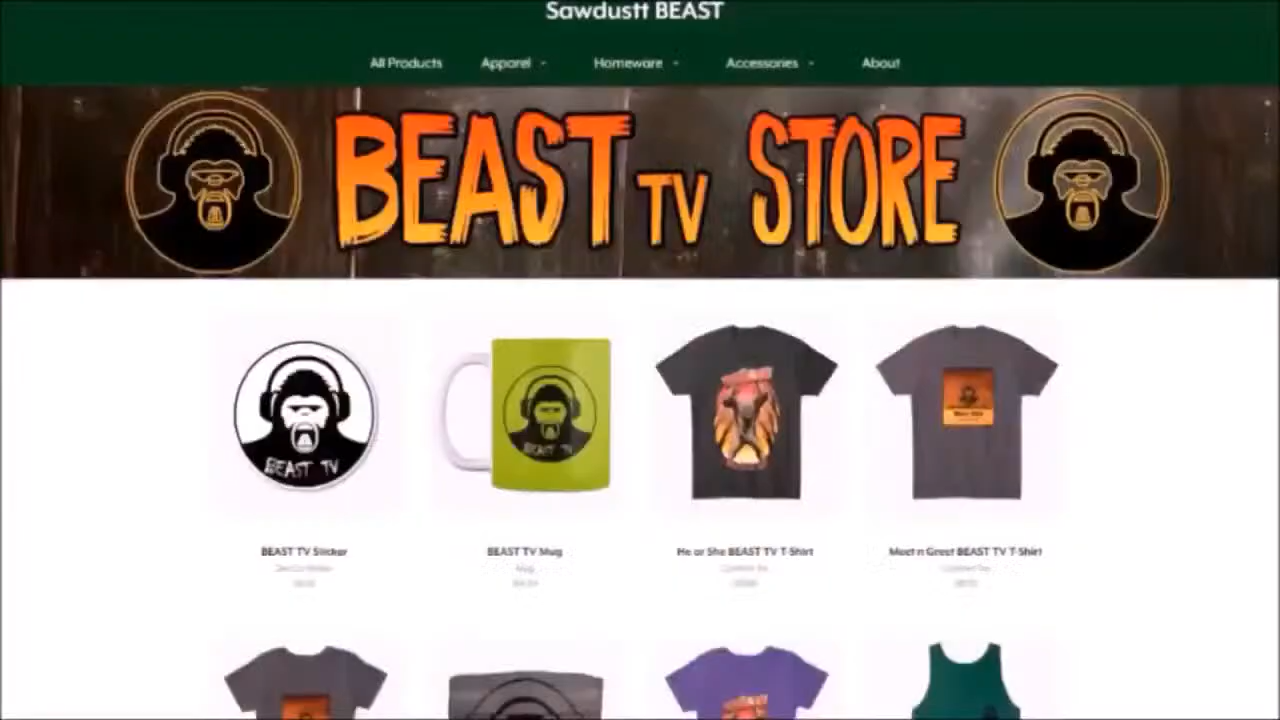 Sawdustt BEAST
All Products Apparel Homeware Accessories About
BEAST TV STORE
BEAST TV
BEAST TV
BEAST TV Sticker BEAST TV Mug He or She BEAST TV T-Shirt Meet n Greet BEAST TV T-Shirt
Mug